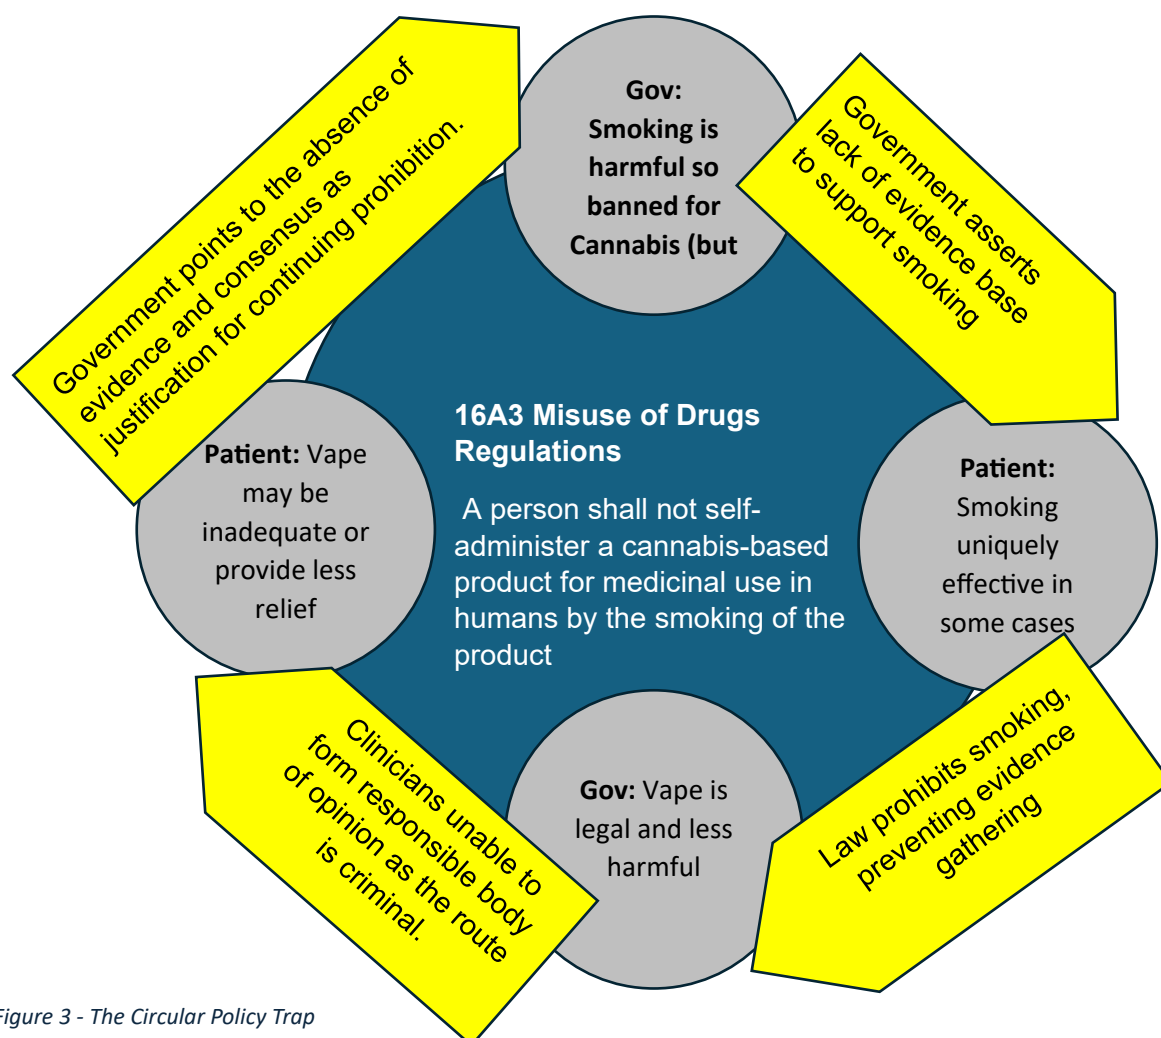 Gov:
Smoking is
harmful so
banned for
Cannabis (but
Government asserts
lack of evidence base
to support smoking
Patient:
Smoking
uniquely
effective in
some cases
Law prohibits smoking,
preventing evidence
gathering
Gov: Vape is
legal and less
harmful
Clinicians unable to
form responsible body
of opinion as the route
is criminal.
Patient: Vape
may be
inadequate or
provide less
relief
Government points to the absence of
evidence and consensus as
justification for continuing prohibition.
16A3 Misuse of Drugs
Regulations
A person shall not self-
administer a cannabis-based
product for medicinal use in
humans by the smoking of the
product
Figure 3 - The Circular Policy Trap